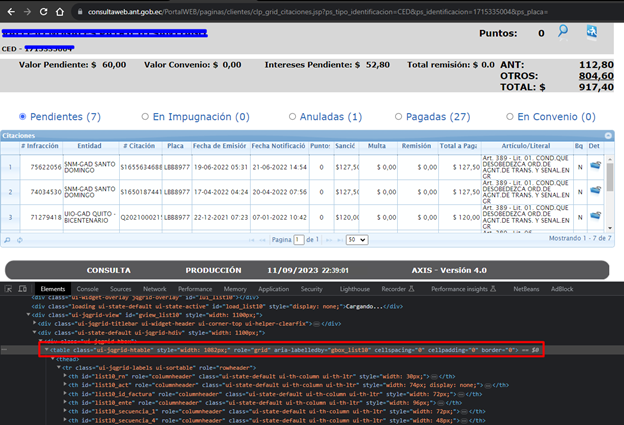 consultaweb.ant.gob.ec/PortalWEB/paginas/clientes/clp_grid_citaciones.jsp?ps_tipo_identificacion=CED&ps_identificacion=1715335004&ps_placa=
Puntos: 0
CED -
Valor Pendiente: $ 60,00 Valor Convenio: $ 0,00 Intereses Pendiente: $ 52,80 Total remisión: $ 0.0 ANT: 112,80
OTROS: 804,60
TOTAL: $ 917,40
Pendientes (7) En Impugnación (0) Anuladas (1) Pagadas (27) En Convenio (0)
Citaciones
# Infracción Entidad # Citación Placa Fecha de Emisión Fecha Notificació Puntos Sanció Multa Remisión Total a Paga Artículo/Literal Bq Det
1 75622056 SNM-GAD SANTO DOMINGO S1655634688 LBB8977 19-06-2022 05:31 21-06-2022 14:54 0 $127,50 $ 0,00 $ 0,00 $ 127,50 Art. 389 - Lit. 01. COND.QUE DESOBEDEZCA ORD.DE AGNT.DE TRANS. Y SENAL.EN GR N
2 74034530 SNM-GAD SANTO DOMINGO S1650187441 LBB8977 17-04-2022 04:24 20-04-2022 07:56 0 $127,50 $ 0,00 $ 0,00 $ 127,50 Art. 389 - Lit. 01. COND.QUE DESOBEDEZCA ORD.DE AGNT.DE TRANS. Y SENAL.EN GR N
3 71279418 UIO-GAD QUITO - BICENTENARIO LBB8977 22-12-2021 07:23 07-01-2022 10:42 0 $120,00 $ 0,00 $ 0,00 $ 120,00 Art. 389 - Lit. 01. COND.QUE DESOBEDEZCA ORD.DE AGNT.DE TRANS. Y SENAL.EN GR N
Página 1 de 1 50 Mostrando 1 - 7 de 7
CONSULTA PRODUCCIÓN 11/09/2023 22:39:01 AXIS - Versión 4.0
Elements Console Sources Network Performance Memory Application Security Lighthouse Recorder Performance insights NetBeans AdBlock
<div class="ui-widget-overlay jqgrid-overlay" id="lui_list10"></div>
<div class="loading ui-state-default ui-state-active" id="load_list10" style="display: none;">Cargando...</div>
<div class="ui-jqgrid-view" id="gview_list10" style="width: 1100px;">
<div class="ui-jqgrid-titlebar ui-widget-header ui-corner-top ui-helper-clearfix">…</div>
<div class="ui-state-default ui-jqgrid-hdiv" style="width: 1100px;">
<table class="ui-jqgrid-htable" style="width: 1082px;" role="grid" aria-labelledby="gbox_list10" cellspacing="0" cellpadding="0" border="0"> == $0
<thead>
<tr class="ui-jqgrid-labels ui-sortable" role="rowheader">
<th id="list10_rn" role="columnheader" class="ui-state-default ui-th-column ui-th-ltr" style="width: 30px;">…</th>
<th id="list10_act" role="columnheader" class="ui-state-default ui-th-column ui-th-ltr" style="width: 74px; display: none;">…</th>
<th id="list10_id_factura" role="columnheader" class="ui-state-default ui-th-column ui-th-ltr" style="width: 72px;">…</th>
<th id="list10_ente" role="columnheader" class="ui-state-default ui-th-column ui-th-ltr" style="width: 96px;">…</th>
<th id="list10_secuencia_1" role="columnheader" class="ui-state-default ui-th-column ui-th-ltr" style="width: 72px;">…</th>
<th id="list10_secuencia_4" role="columnheader" class="ui-state-default ui-th-column ui-th-ltr" style="width: 48px;">…</th>